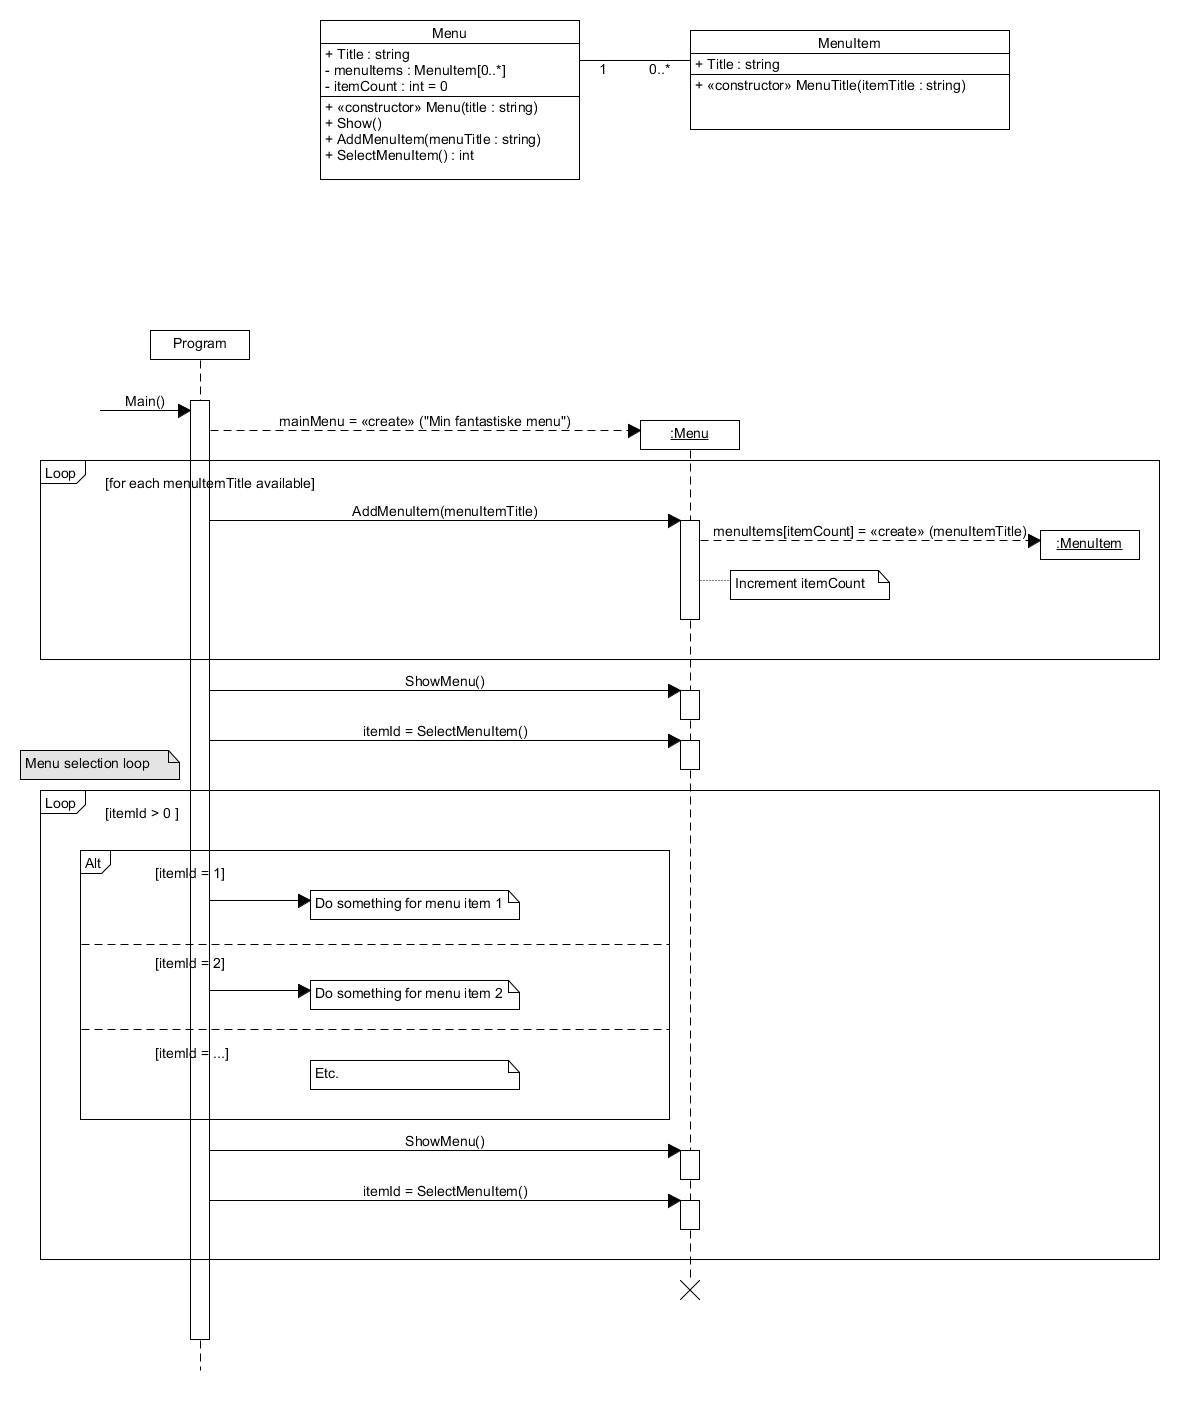 Menu
+ Title : string
- menuItems : MenuItem[0..*]
- itemCount : int = 0
+ «constructor» Menu(title : string)
+ Show()
+ AddMenuItem(menuTitle : string)
+ SelectMenuItem() : int
1
0..*
MenuItem
+ Title : string
+ «constructor» MenuTitle(itemTitle : string)
Program
Main()
mainMenu = «create» ("Min fantastiske menu")
:Menu
Loop
[for each menuItemTitle available]
AddMenuItem(menuItemTitle)
menuItems[itemCount] = «create» (menuItemTitle)
:MenuItem
Increment itemCount
ShowMenu()
itemId = SelectMenuItem()
Menu selection loop
Loop
[itemId > 0 ]
Alt
[itemId = 1]
Do something for menu item 1
[itemId = 2]
Do something for menu item 2
[itemId = ...]
Etc.
ShowMenu()
itemId = SelectMenuItem()